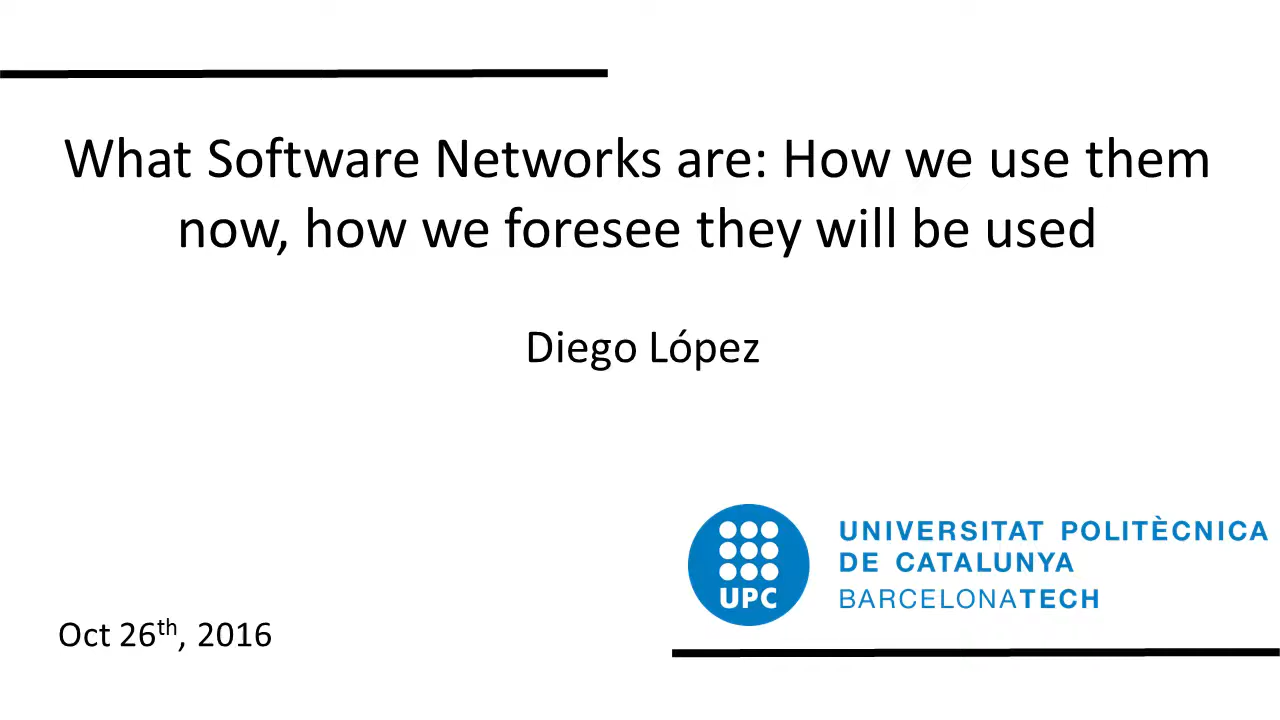 What Software Networks are: How we use them
now, how we foresee they will be used
Diego López
UNIVERSITAT POLITÈCNICA
DE CATALUNYA
BARCELONATECH
UPC
Oct 26th, 2016